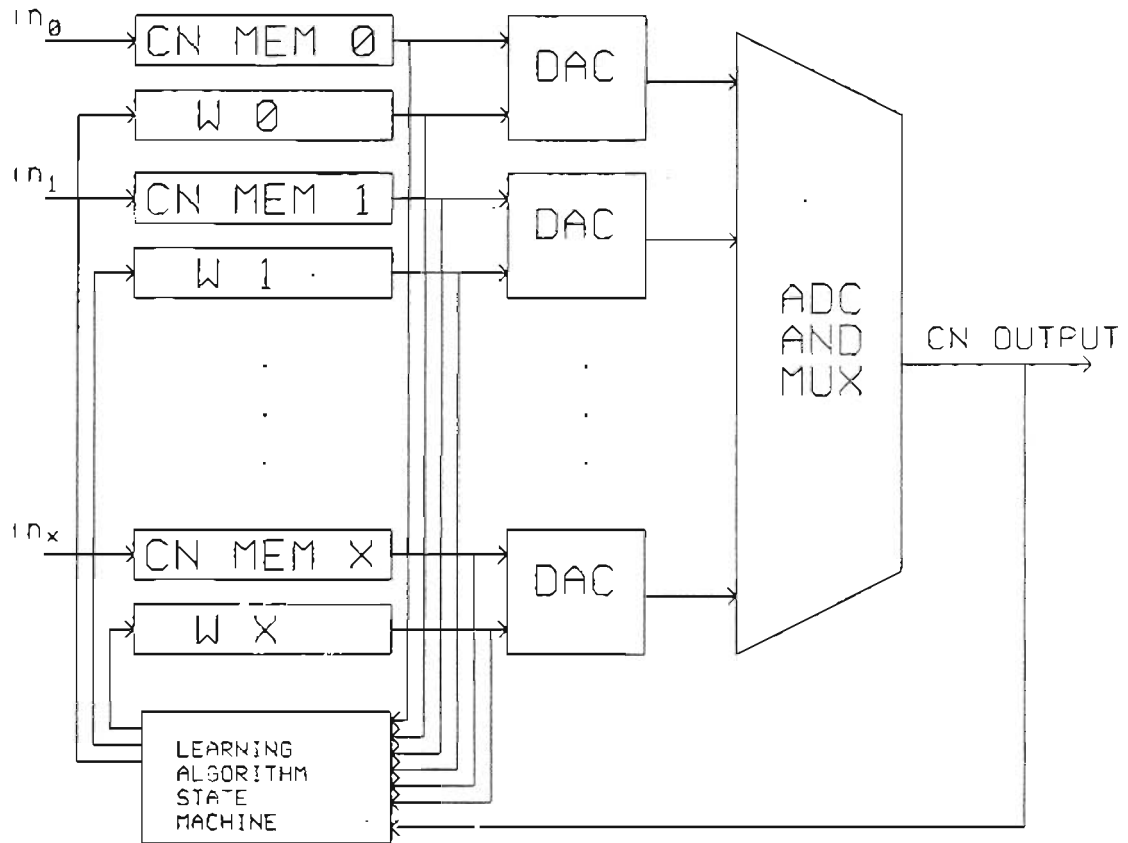 in₀
CN MEM 0
DAC
W 0
in₁
CN MEM 1
DAC
W 1
ADC
AND
MUX
CN OUTPUT
inₓ
CN MEM X
DAC
W X
LEARNING
ALGORITHM
STATE
MACHINE